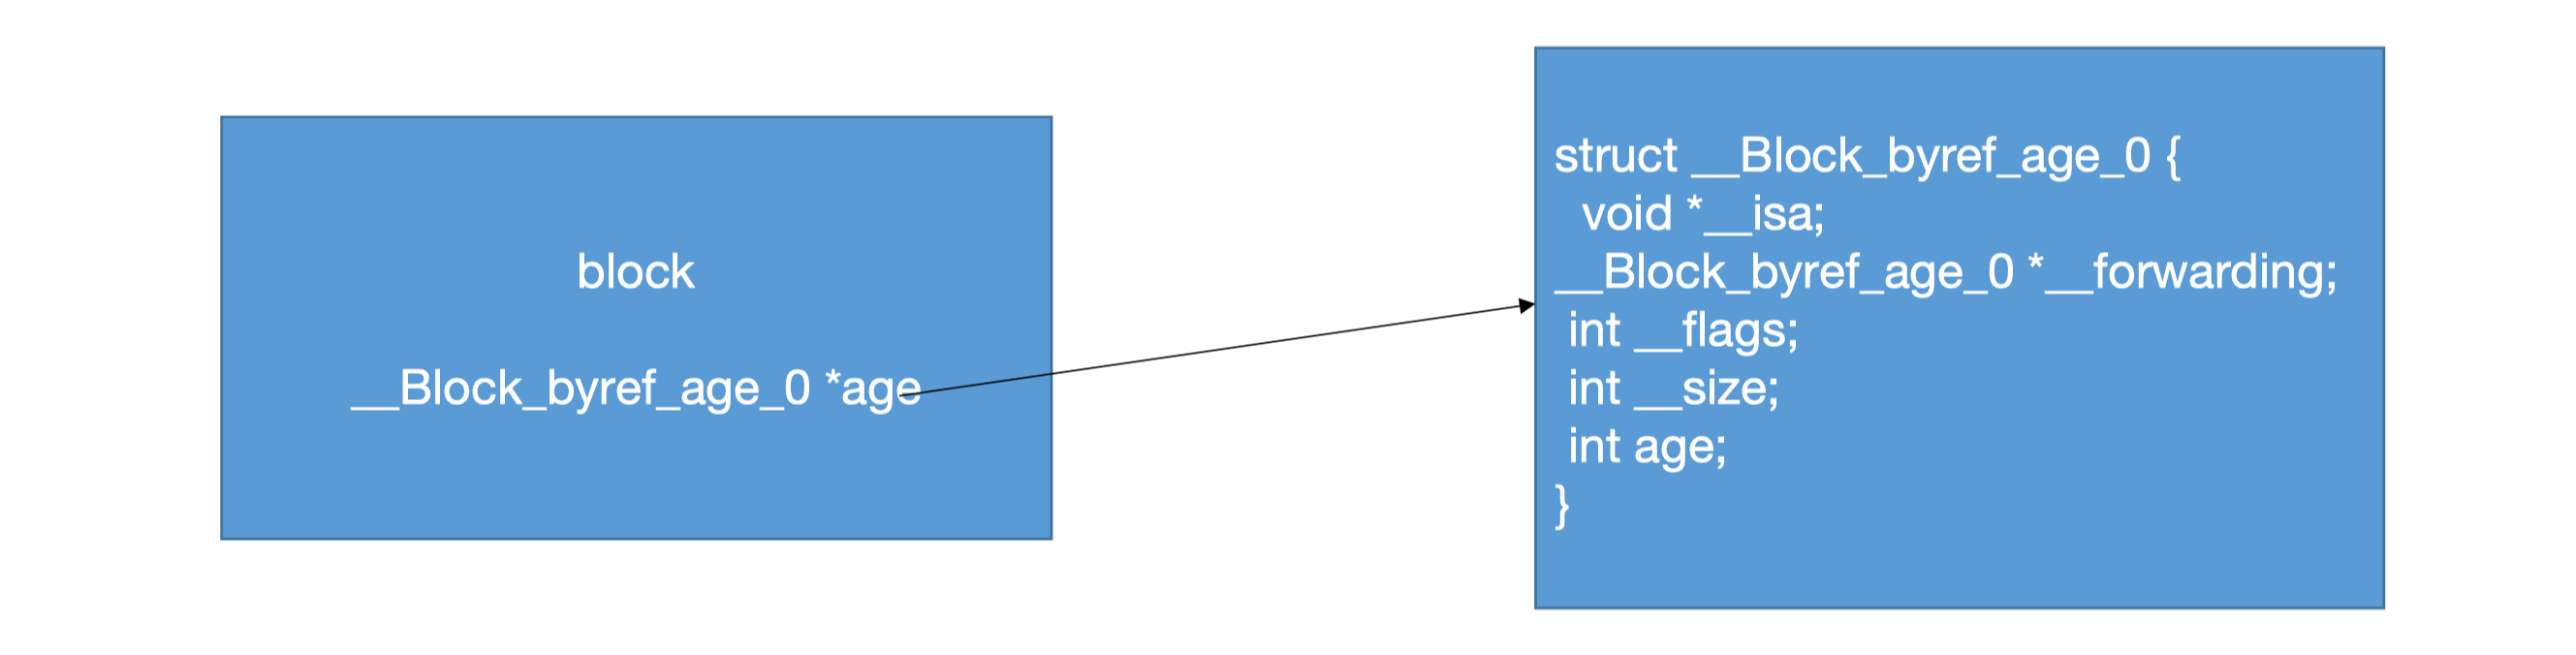 block
__Block_byref_age_0 *age
struct __Block_byref_age_0 {
void *__isa;
__Block_byref_age_0 *__forwarding;
int __flags;
int __size;
int age;
}